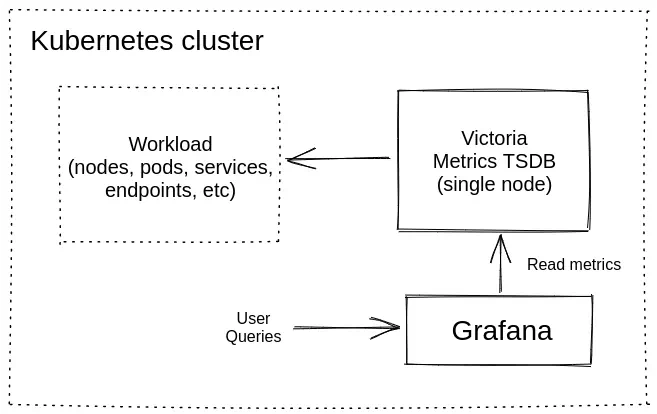 Kubernetes cluster
Workload
(nodes, pods, services,
endpoints, etc)
Victoria
Metrics TSDB
(single node)
Read metrics
User
Queries
Grafana